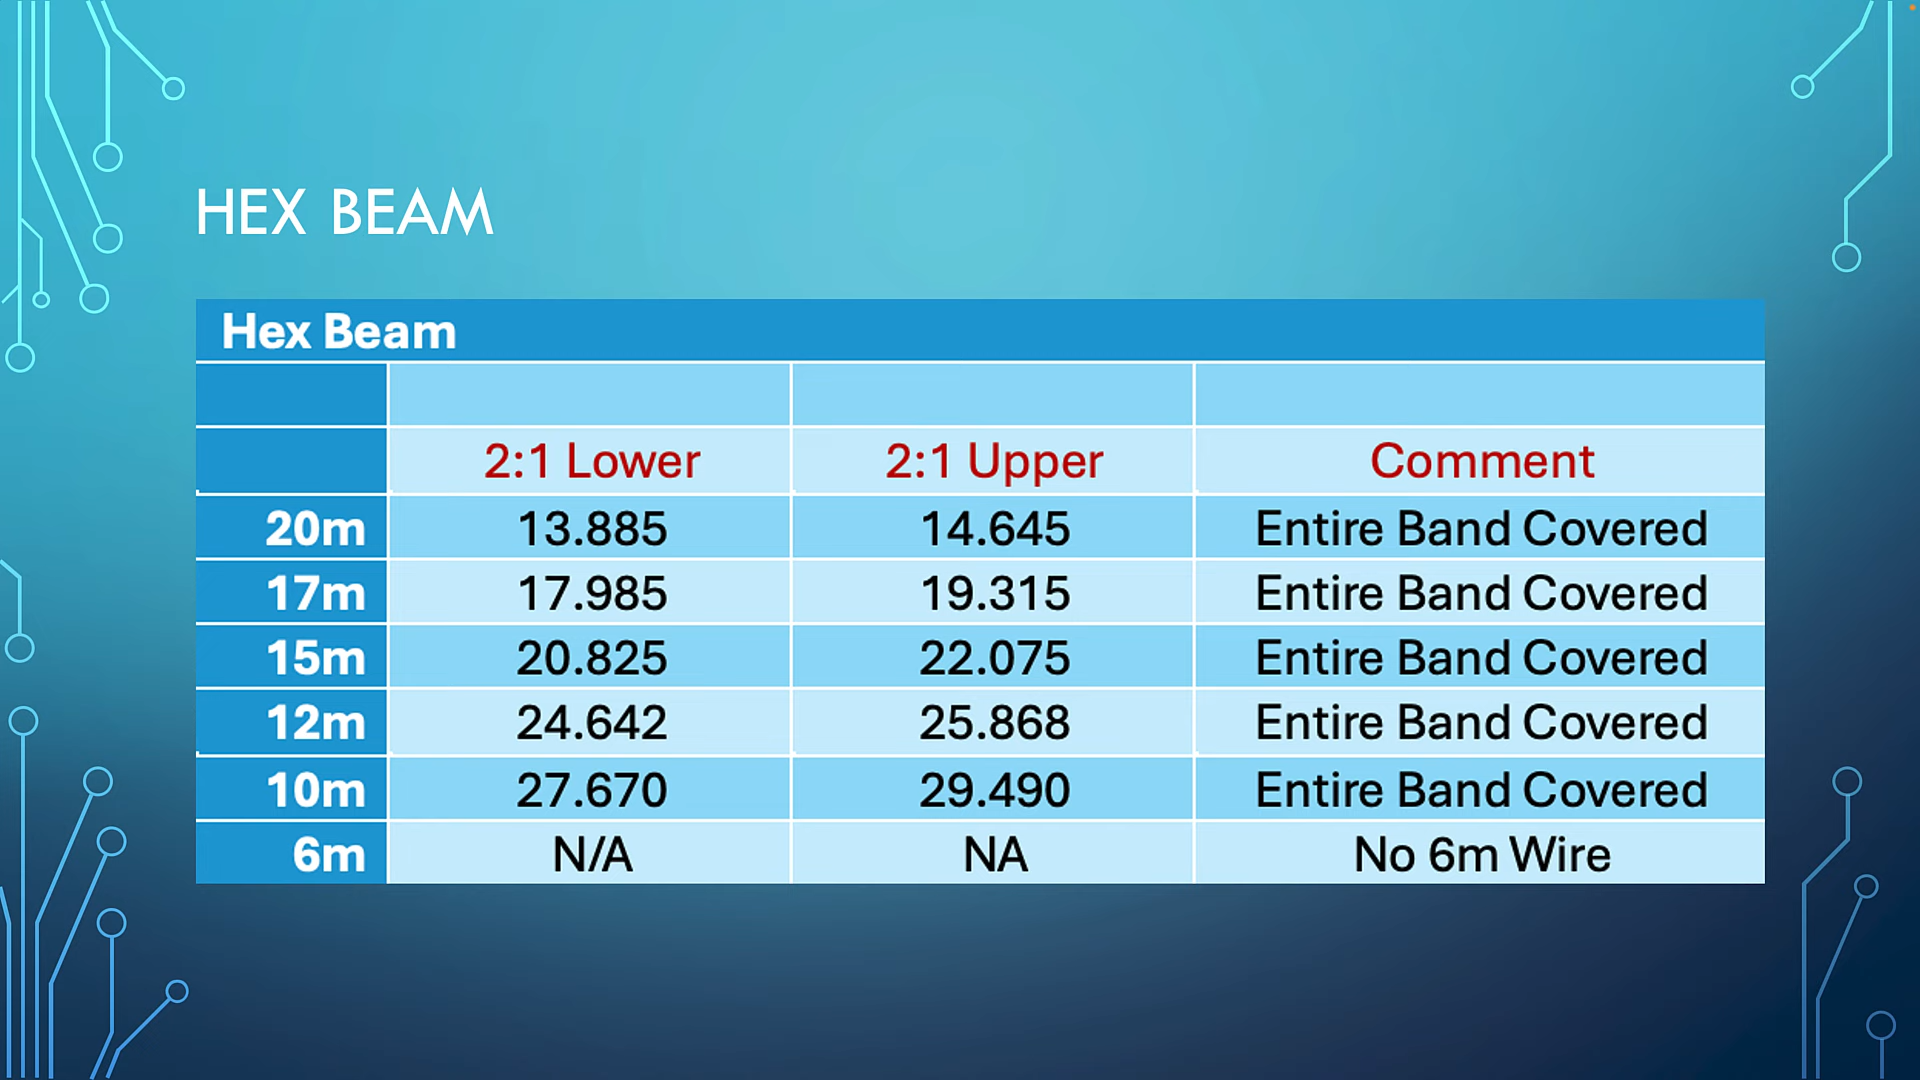 HEX BEAM
Hex Beam
2:1 Lower 2:1 Upper Comment
20m 13.885 14.645 Entire Band Covered
17m 17.985 19.315 Entire Band Covered
15m 20.825 22.075 Entire Band Covered
12m 24.642 25.868 Entire Band Covered
10m 27.670 29.490 Entire Band Covered
6m N/A NA No 6m Wire